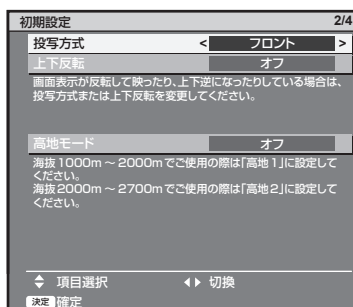 初期設定 2/4
投写方式 < フロント >
上下反転 オフ
画面表示が反転して映ったり、上下逆になったりしている場合は、
投写方式または上下反転を変更してください。
高地モード オフ
海抜1000m ～ 2000mでご使用の際は「高地1」に設定して
ください。
海抜2000m ～ 2700mでご使用の際は「高地2」に設定して
ください。
項目選択 切換
決定 確定